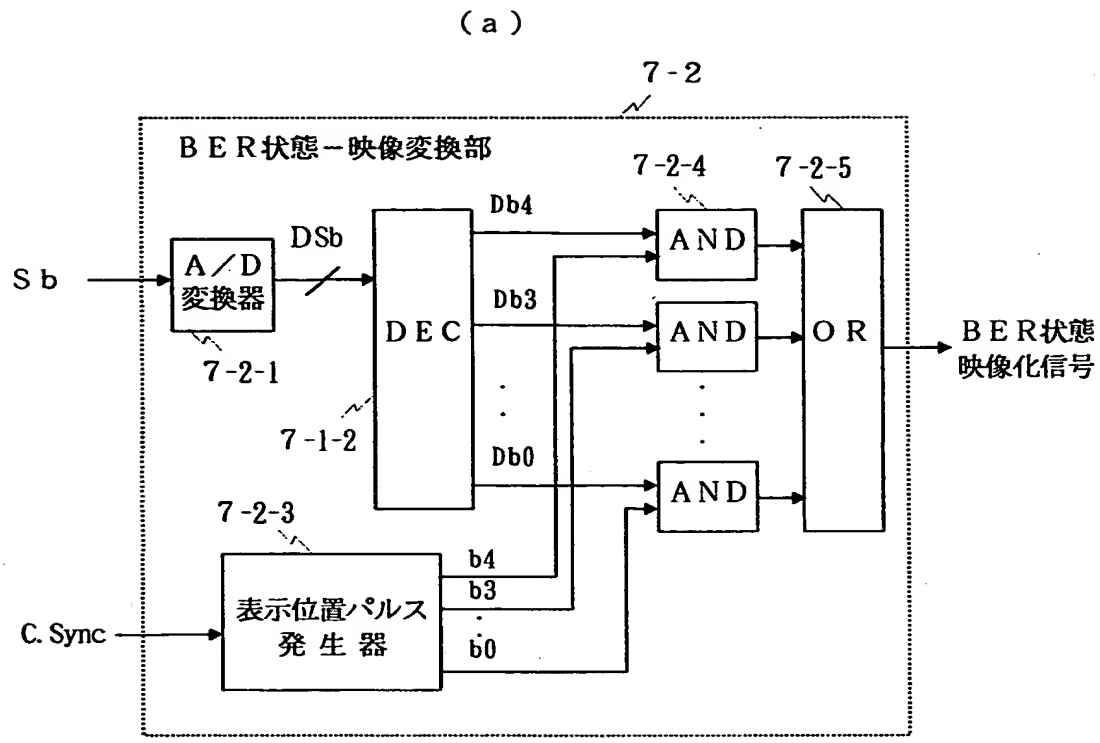 (a)
7-2
BER状態-映像変換部
7-2-4
7-2-5
Db4
DSb
AND
Sb
A/D
変換器
Db3
DEC
AND
OR
BER状態
映像化信号
7-2-1
7-1-2
Db0
AND
7-2-3
b4
b3
表示位置パルス
発生器
C.Sync
b0